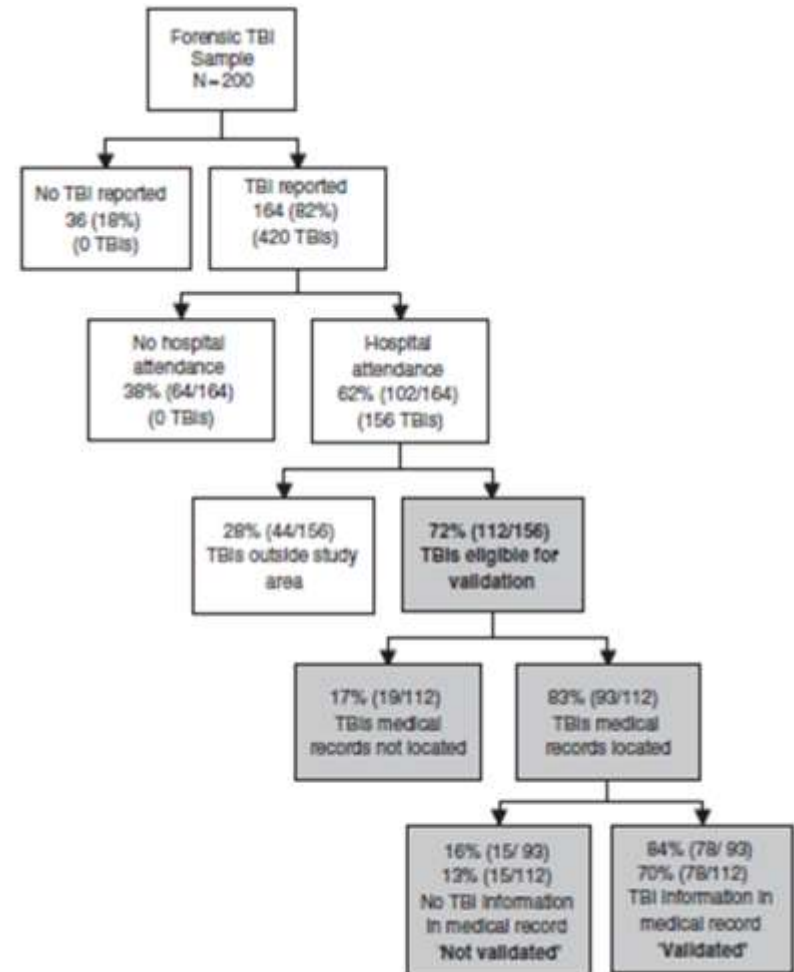 Forensic TBI
Sample
N=200
No TBI reported
36 (18%)
(0 TBIs)
TBI reported
164 (82%)
(420 TBIs)
No hospital
attendance
38% (64/164)
(0 TBIs)
Hospital
attendance
62% (102/164)
(156 TBIs)
28% (44/156)
TBIs outside study
area
72% (112/156)
TBIs eligible for
validation
17% (19/112)
TBIs medical
records not located
83% (93/112)
TBIs medical
records located
16% (15/ 93)
13% (15/112)
No TBI information
in medical record
'Not validated'
84% (78/ 93)
70% (78/112)
TBI information in
medical record
'Validated'